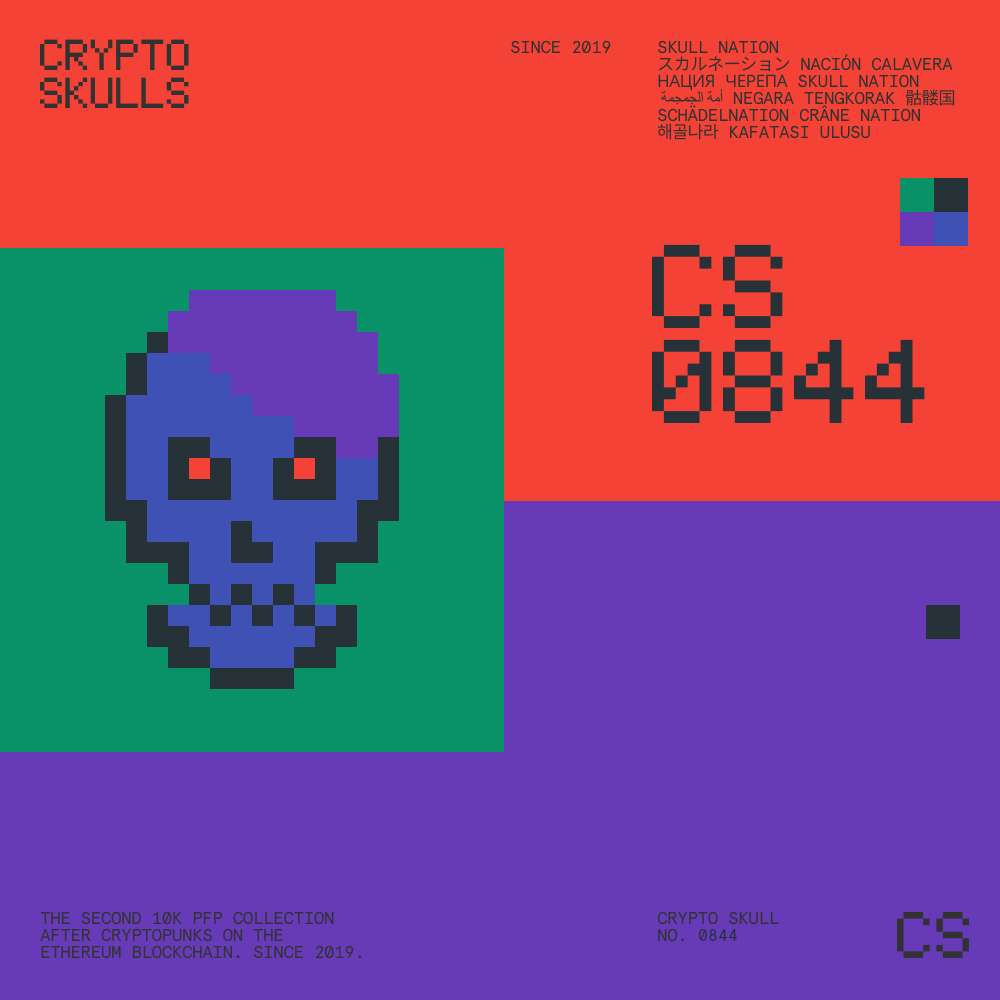 CRYPTO
SKULLS
SINCE 2019
SKULL NATION
スカルネーション NACIÓN CALAVERA
НАЦИЯ ЧЕРЕПА SKULL NATION
أمة الجمجمة NEGARA TENGKORAK 骷髅国
SCHÄDELNATION CRÂNE NATION
해골나라 KAFATASI ULUSU
CS
0844
THE SECOND 10K PFP COLLECTION
AFTER CRYPTOPUNKS ON THE
ETHEREUM BLOCKCHAIN. SINCE 2019.
CRYPTO SKULL
NO. 0844
CS